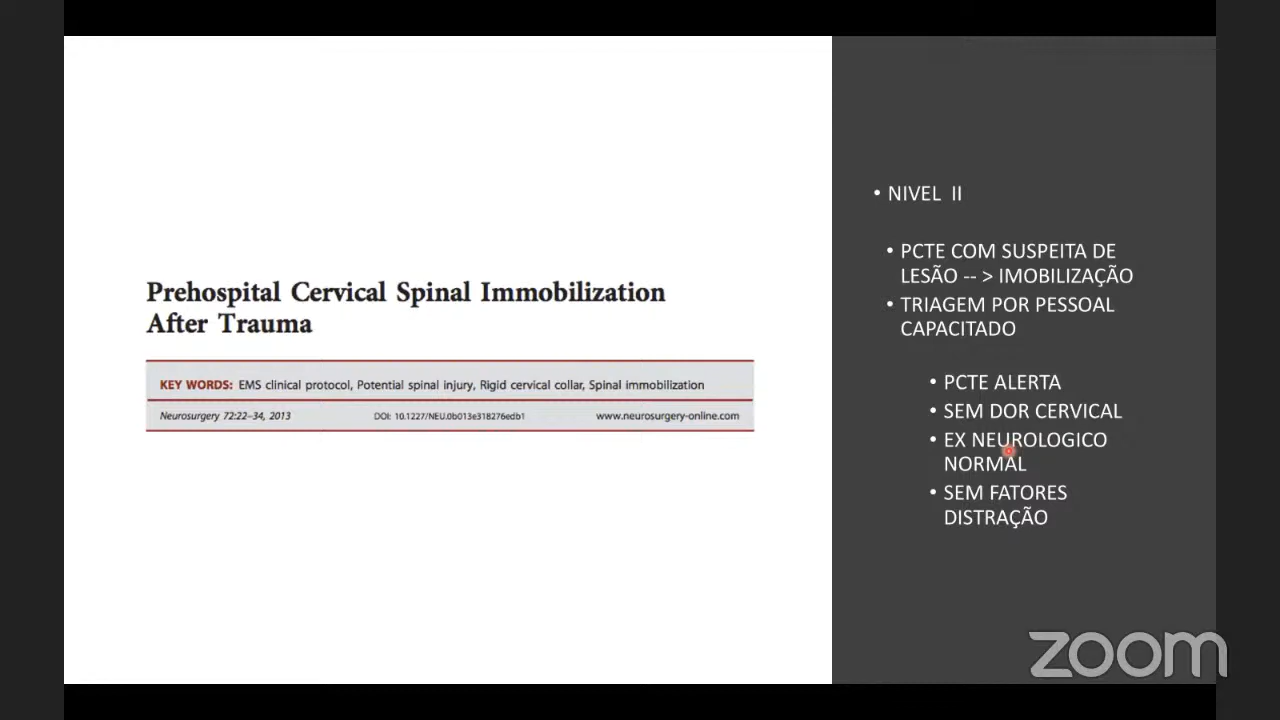 Prehospital Cervical Spinal Immobilization
After Trauma
KEY WORDS: EMS clinical protocol, Potential spinal injury, Rigid cervical collar, Spinal immobilization
Neurosurgery 72:22–34, 2013 DOI: 10.1227/NEU.0b013e318276edb1 www.neurosurgery-online.com
• NIVEL II
• PCTE COM SUSPEITA DE
LESÃO -- > IMOBILIZAÇÃO
• TRIAGEM POR PESSOAL
CAPACITADO
• PCTE ALERTA
• SEM DOR CERVICAL
• EX NEUROLOGICO
NORMAL
• SEM FATORES
DISTRAÇÃO
zoom